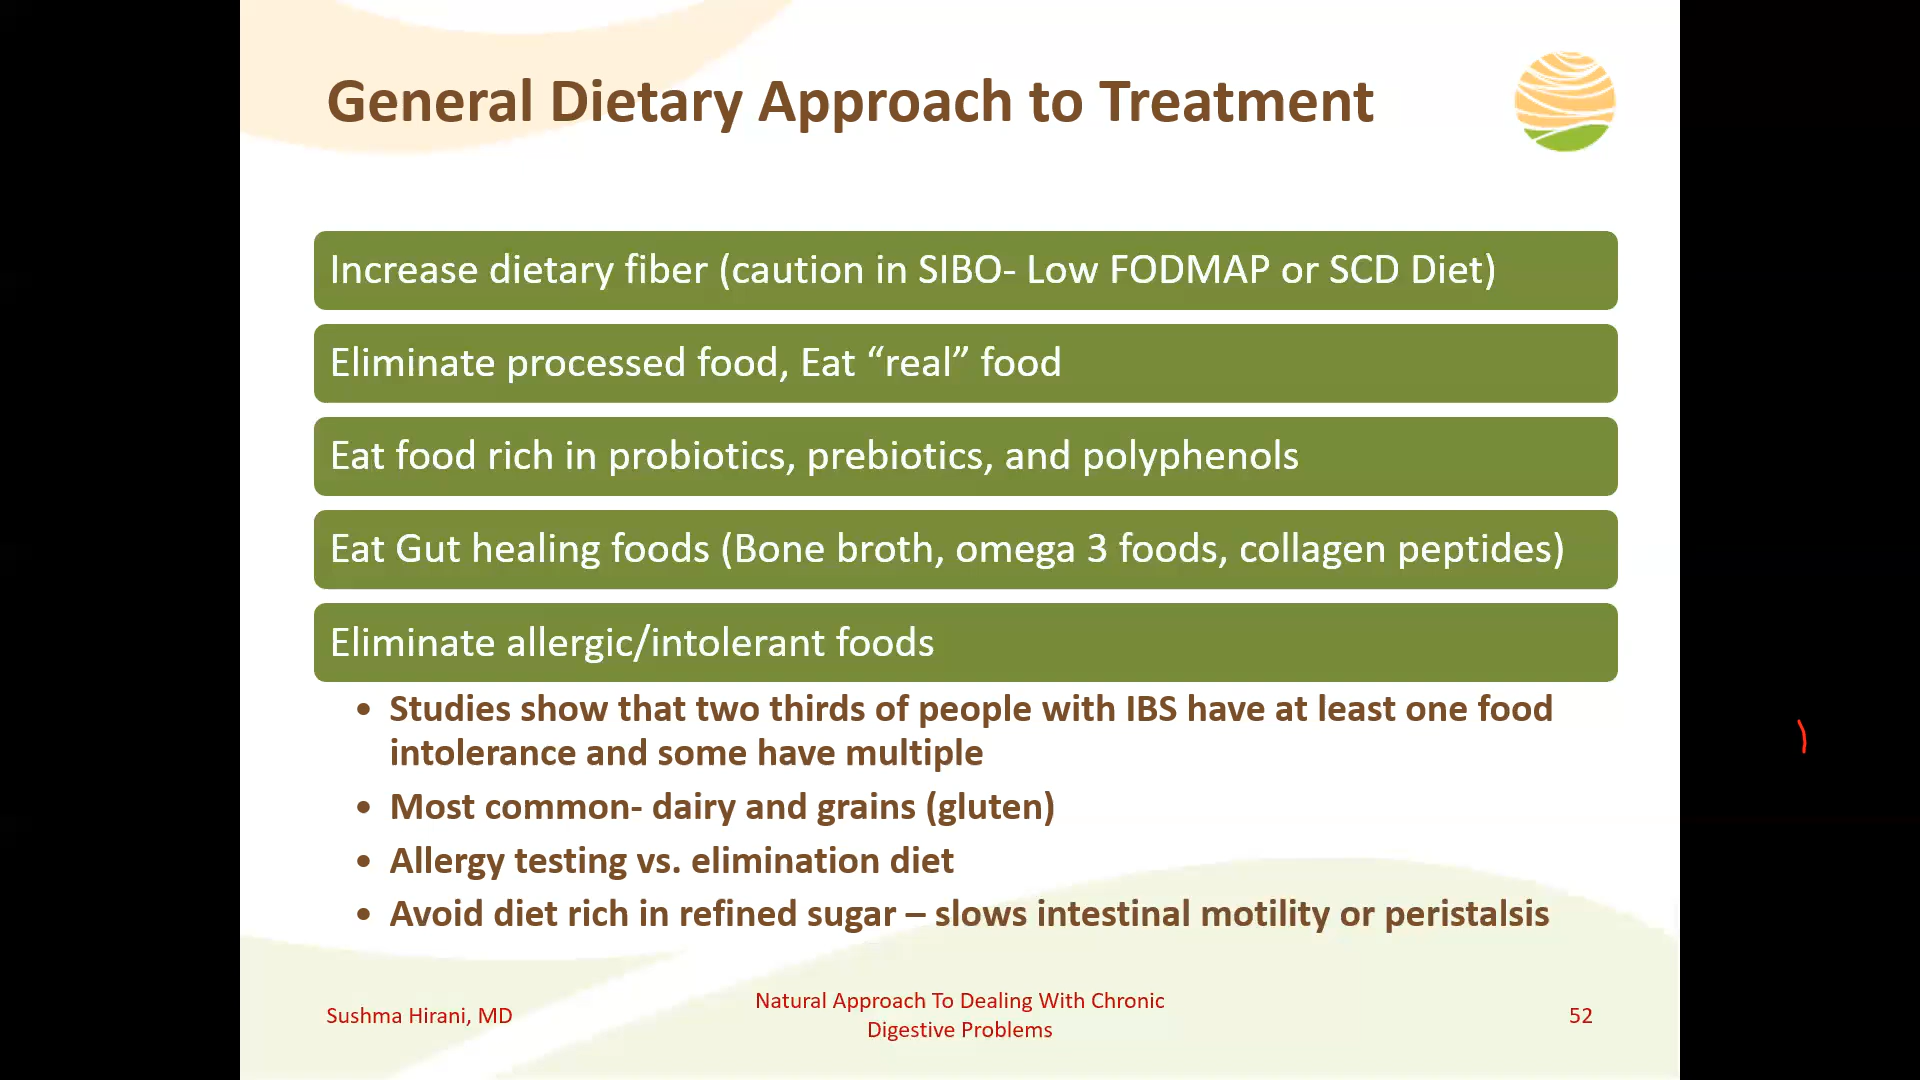 General Dietary Approach to Treatment
Increase dietary fiber (caution in SIBO- Low FODMAP or SCD Diet)
Eliminate processed food, Eat “real” food
Eat food rich in probiotics, prebiotics, and polyphenols
Eat Gut healing foods (Bone broth, omega 3 foods, collagen peptides)
Eliminate allergic/intolerant foods
• Studies show that two thirds of people with IBS have at least one food
intolerance and some have multiple
• Most common- dairy and grains (gluten)
• Allergy testing vs. elimination diet
• Avoid diet rich in refined sugar – slows intestinal motility or peristalsis
Sushma Hirani, MD
Natural Approach To Dealing With Chronic
Digestive Problems
52